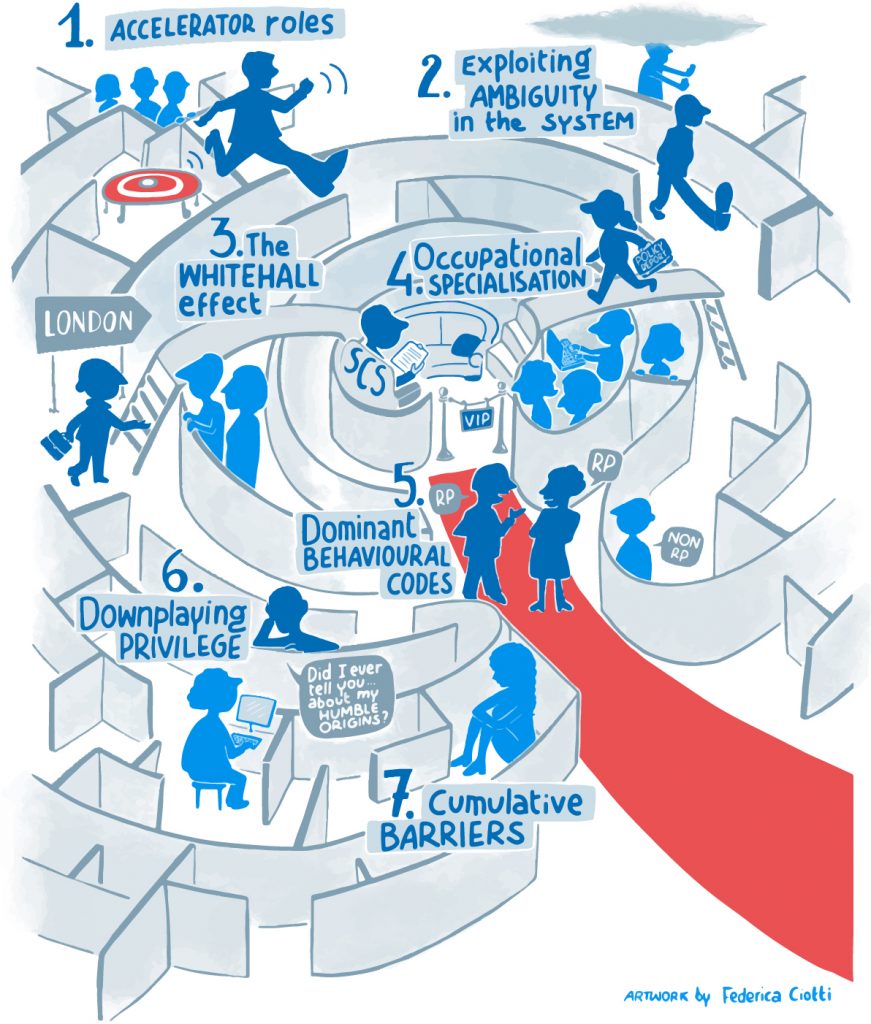 1. ACCELERATOR roles
2. Exploiting
AMBIGUITY
in the SYSTEM
3. The
WHITEHALL
effect
4. Occupational
SPECIALISATION
POLICY
REPORT
LONDON
SCS
VIP
5.
Dominant
BEHAVIOURAL
CODES
RP
RP
NON
RP
6.
Downplaying
PRIVILEGE
Did I ever
tell you...
about my
HUMBLE
ORIGINS?
7. Cumulative
BARRIERS
ARTWORK by Federica Ciotti